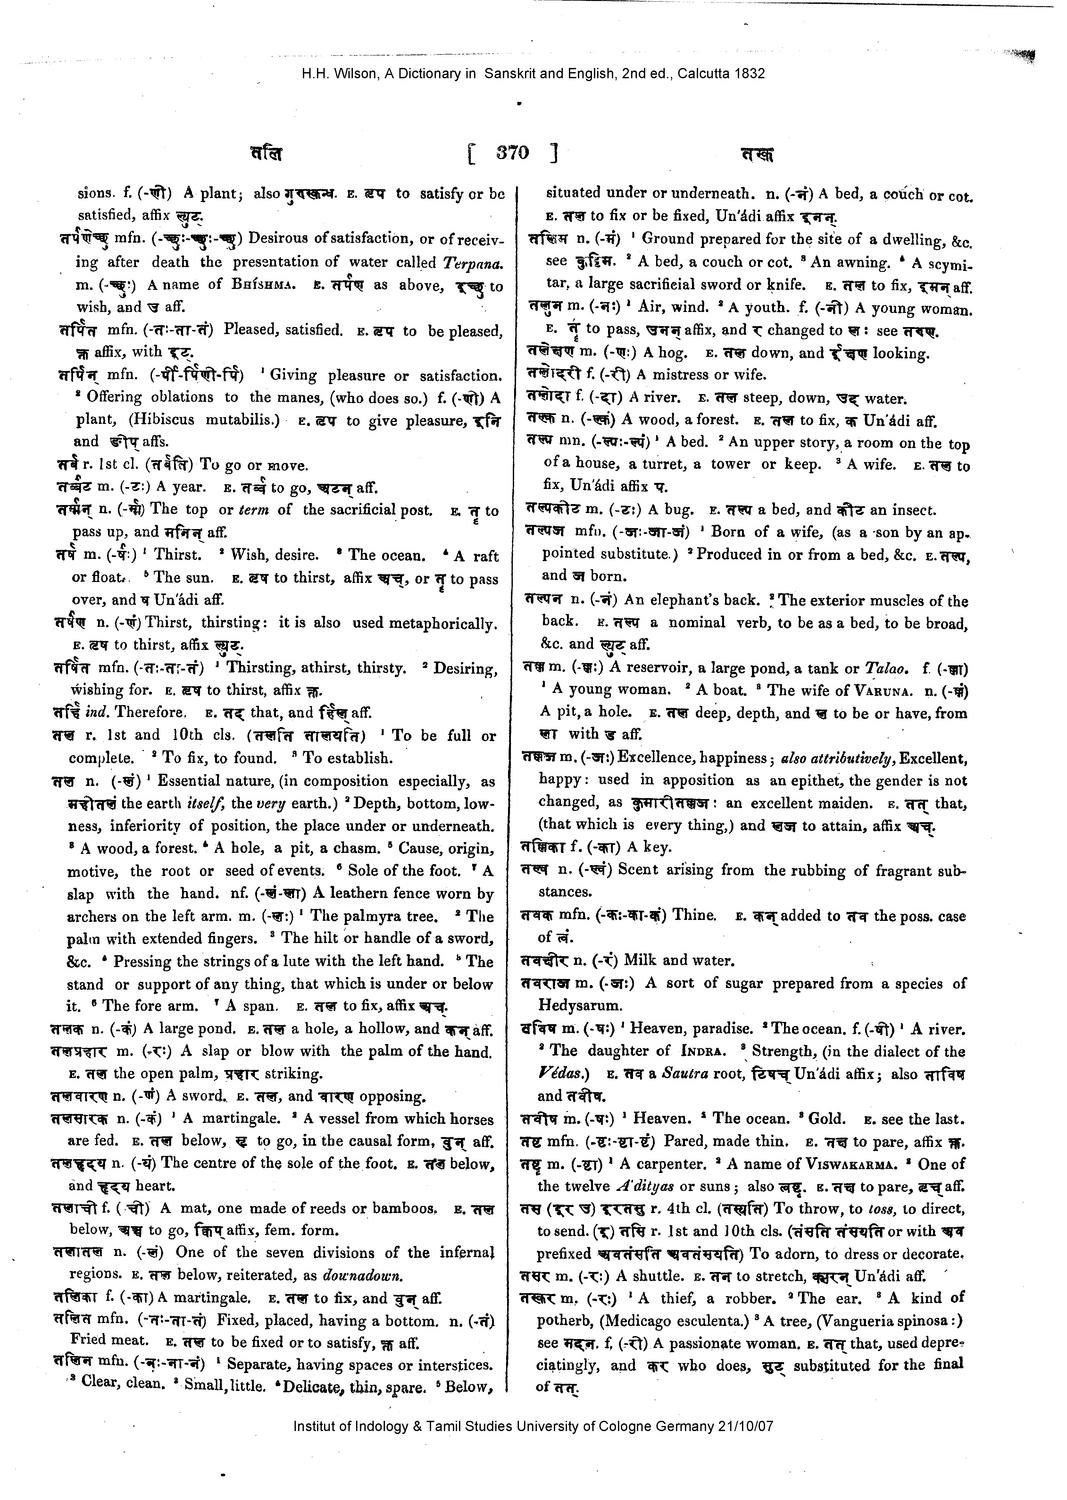 H.H. Wilson, A Dictionary in Sanskrit and English, 2nd ed., Calcutta 1832
तलि [ 370 ] तस्क
sions. f. (-णी) A plant; also गुरुस्कन्ध. E. तृप to satisfy or be
satisfied, affix ल्युट्.
तर्पणेच्छु mfn. (-च्छुः-च्छुः-च्छु) Desirous of satisfaction, or of receiv-
ing after death the presentation of water called Terpana.
m. (-च्छुः) A name of BHÍSHMA. E. तर्पण as above, इच्छु to
wish, and उ aff.
तर्पित mfn. (-तः-ता-तं) Pleased, satisfied. E. तृप to be pleased,
क्त affix, with इट्.
तर्पिन् mfn. (-र्पी-र्पिणी-र्पि) ¹ Giving pleasure or satisfaction.
² Offering oblations to the manes, (who does so.) f. (-णी) A
plant, (Hibiscus mutabilis.) E. तृप to give pleasure, इनि
and ङीप् affs.
तर्ब r. 1st cl. (तर्बति) To go or move.
तर्ब्बट m. (-टः) A year. E. तर्ब्ब to go, अटन् aff.
तर्म्मन् n. (-र्म्म) The top or term of the sacrificial post. E. तॄ to
pass up, and मनिन् aff.
तर्ष m. (-र्षः) ¹ Thirst. ² Wish, desire. ³ The ocean. ⁴ A raft
or float. ⁵ The sun. E. तृष to thirst, affix अच्, or तॄ to pass
over, and ष Un'ádi aff.
तर्षण n. (-णं) Thirst, thirsting: it is also used metaphorically.
E. तृष to thirst, affix ल्युट्.
तर्षित mfn. (-तः-ता-तं) ¹ Thirsting, athirst, thirsty. ² Desiring,
wishing for. E. तृष to thirst, affix क्त.
तर्हि ind. Therefore. E. तद् that, and र्हिल् aff.
तल r. 1st and 10th cls. (तलति तालयति) ¹ To be full or
complete. ² To fix, to found. ³ To establish.
तल n. (-लं) ¹ Essential nature, (in composition especially, as
महीतलं the earth itself, the very earth.) ² Depth, bottom, low-
ness, inferiority of position, the place under or underneath.
³ A wood, a forest. ⁴ A hole, a pit, a chasm. ⁵ Cause, origin,
motive, the root or seed of events. ⁶ Sole of the foot. ⁷ A
slap with the hand. nf. (-लं-ला) A leathern fence worn by
archers on the left arm. m. (-लः) ¹ The palmyra tree. ² The
palm with extended fingers. ³ The hilt or handle of a sword,
&c. ⁴ Pressing the strings of a lute with the left hand. ⁵ The
stand or support of any thing, that which is under or below
it. ⁶ The fore arm. ⁷ A span. E. तल to fix, affix अच्.
तलक n. (-कं) A large pond. E. तल a hole, a hollow, and कन् aff.
तलप्रहार m. (-रः) A slap or blow with the palm of the hand.
E. तल the open palm, प्रहार striking.
तलवारण n. (-णं) A sword. E. तल, and वारण opposing.
तलसारक n. (-कं) ¹ A martingale. ² A vessel from which horses
are fed. E. तल below, सृ to go, in the causal form, वुन् aff.
तलहृदय n. (-यं) The centre of the sole of the foot. E. तल below,
and हृदय heart.
तलाची f. (-ची) A mat, one made of reeds or bamboos. E. तल
below, अञ्च to go, क्विप् affix, fem. form.
तलातल n. (-लं) One of the seven divisions of the infernal
regions. E. तल below, reiterated, as downadown.
तलिका f. (-का) A martingale. E. तल to fix, and वुन् aff.
तलित mfn. (-तः-ता-तं) Fixed, placed, having a bottom. n. (-तं)
Fried meat. E. तल to be fixed or to satisfy, क्त aff.
तलिन mfn. (-नः-ना-नं) ¹ Separate, having spaces or interstices.
² Clear, clean. ³ Small, little. ⁴ Delicate, thin, spare. ⁵ Below,
situated under or underneath. n. (-नं) A bed, a couch or cot.
E. तल to fix or be fixed, Un'ádi affix इनन्.
तलिम n. (-मं) ¹ Ground prepared for the site of a dwelling, &c.
see कुट्टिम. ² A bed, a couch or cot. ³ An awning. ⁴ A scymi-
tar, a large sacrificial sword or knife. E. तल to fix, इमन् aff.
तलुन m. (-नः) ¹ Air, wind. ² A youth. f. (-नी) A young woman.
E. तॄ to pass, उनन् affix, and र changed to ल: see तरुण.
तलेक्षण m. (-णः) A hog. E. तल down, and ईक्षण looking.
तलोदरी f. (-री) A mistress or wife.
तलोदा f. (-दा) A river. E. तल steep, down, उद water.
तल्क n. (-ल्कं) A wood, a forest. E. तल to fix, क Un'ádi aff.
तल्प mn. (-ल्पः-ल्पं) ¹ A bed. ² An upper story, a room on the top
of a house, a turret, a tower or keep. ³ A wife. E. तल to
fix, Un'ádi affix प.
तल्पकीट m. (-टः) A bug. E. तल्प a bed, and कीट an insect.
तल्पज mfn. (-जः-जा-जं) ¹ Born of a wife, (as a son by an ap-
pointed substitute.) ² Produced in or from a bed, &c. E. तल्प,
and ज born.
तल्पन n. (-नं) An elephant's back. ² The exterior muscles of the
back. E. तल्प a nominal verb, to be as a bed, to be broad,
&c. and ल्युट् aff.
तल्ल m. (-ल्लः) A reservoir, a large pond, a tank or Talao. f. (-ल्ला)
¹ A young woman. ² A boat. ³ The wife of VARUNA. n. (-ल्लं)
A pit, a hole. E. तल deep, depth, and ल to be or have, from
ला with ड aff.
तल्लज m. (-जः) Excellence, happiness; also attributively, Excellent,
happy: used in apposition as an epithet, the gender is not
changed, as कुमारीतल्लजः an excellent maiden. E. तत् that,
(that which is every thing,) and लज to attain, affix अच्.
तल्लिका f. (-का) A key.
तल्व n. (-ल्वं) Scent arising from the rubbing of fragrant sub-
stances.
तवक mfn. (-कः-का-कं) Thine. E. कन् added to तव the poss. case
of त्वं.
तवक्षीर n. (-रं) Milk and water.
तवराज m. (-जः) A sort of sugar prepared from a species of
Hedysarum.
तविष m. (-षः) ¹ Heaven, paradise. ² The ocean. f. (-षी) ¹ A river.
² The daughter of INDRA. ³ Strength, (in the dialect of the
Védas.) E. तव a Sautra root, टिषच् Un'ádi affix; also ताविष
and तवीष.
तवीष m. (-षः) ¹ Heaven. ² The ocean. ³ Gold. E. see the last.
तष्ट mfn. (-ष्टः-ष्टा-ष्टं) Pared, made thin. E. तक्ष to pare, affix क्त.
तष्टृ m. (-ष्टा) ¹ A carpenter. ² A name of VISWAKARMA. ³ One of
the twelve A'dityas or suns; also त्वष्टृ. E. तक्ष to pare, तृच् aff.
तस (इर उ) इरतसु r. 4th cl. (तस्यति) To throw, to toss, to direct,
to send. (इ) तसि r. 1st and 10th cls. (तंसति तंसयति or with अव
prefixed अवतंसति अवतंसयति) To adorn, to dress or decorate.
तसर m. (-रः) A shuttle. E. तन to stretch, क्सरन् Un'ádi aff.
तस्कर m. (-रः) ¹ A thief, a robber. ² The ear. ³ A kind of
potherb, (Medicago esculenta.) ³ A tree, (Vangueria spinosa:)
see मदन. f. (-री) A passionate woman. E. तत् that, used depre-
ciatingly, and कर who does, सुट् substituted for the final
of तत्.
Institut of Indology & Tamil Studies University of Cologne Germany 21/10/07